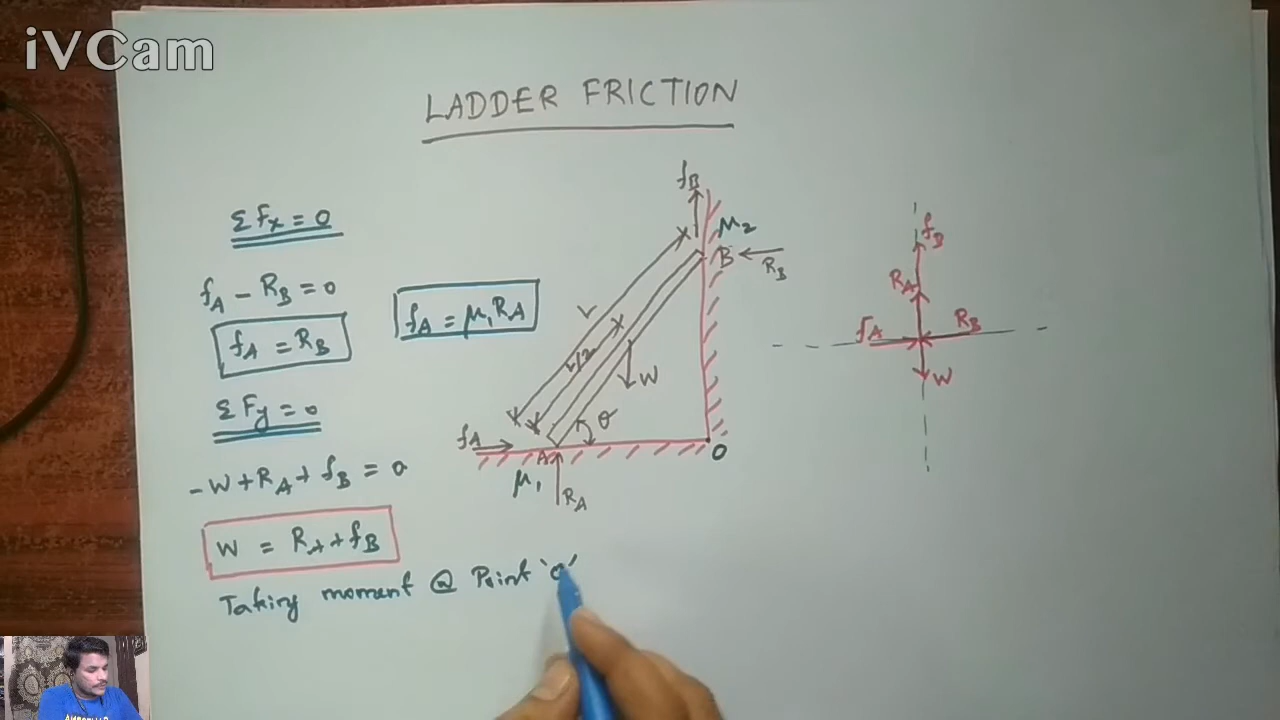 iVCam
LADDER FRICTION
ΣFx = 0
fA - RB = 0
fA = RB
fA = μ1RA
ΣFy = 0
-W + RA + fB = 0
W = RA + fB
Taking moment @ Point 'O'
fB
μ2
B
RB
L
L/2
W
θ
fA
A
O
μ1
RA
fB
RA
fA
RB
W